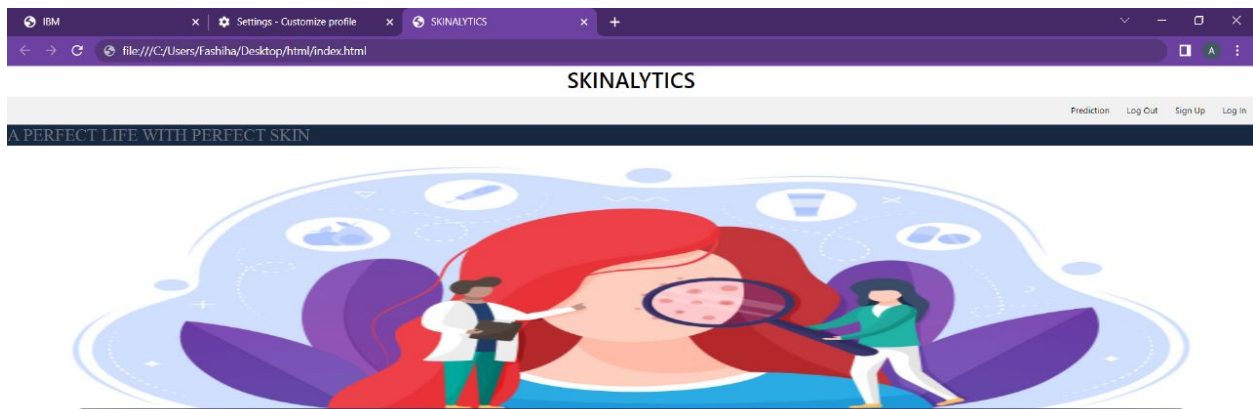 IBM
Settings - Customize profile
SKINALYTICS
file:///C:/Users/Fashiha/Desktop/html/index.html
A
SKINALYTICS
Prediction Log Out Sign Up Log In
A PERFECT LIFE WITH PERFECT SKIN